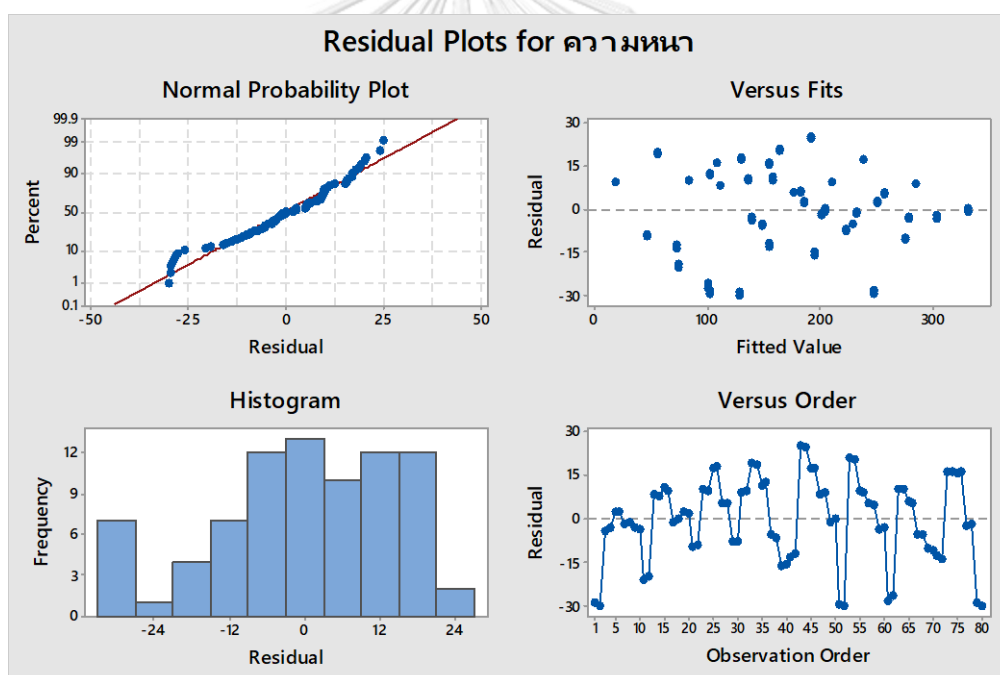 Residual Plots for ความหนา
Normal Probability Plot
99.9
99
90
50
10
1
0.1
Percent
-50 -25 0 25 50
Residual
Versus Fits
30
15
0
-15
-30
Residual
0 100 200 300
Fitted Value
Histogram
12
9
6
3
0
Frequency
-24 -12 0 12 24
Residual
Versus Order
30
15
0
-15
-30
Residual
1 5 10 15 20 25 30 35 40 45 50 55 60 65 70 75 80
Observation Order